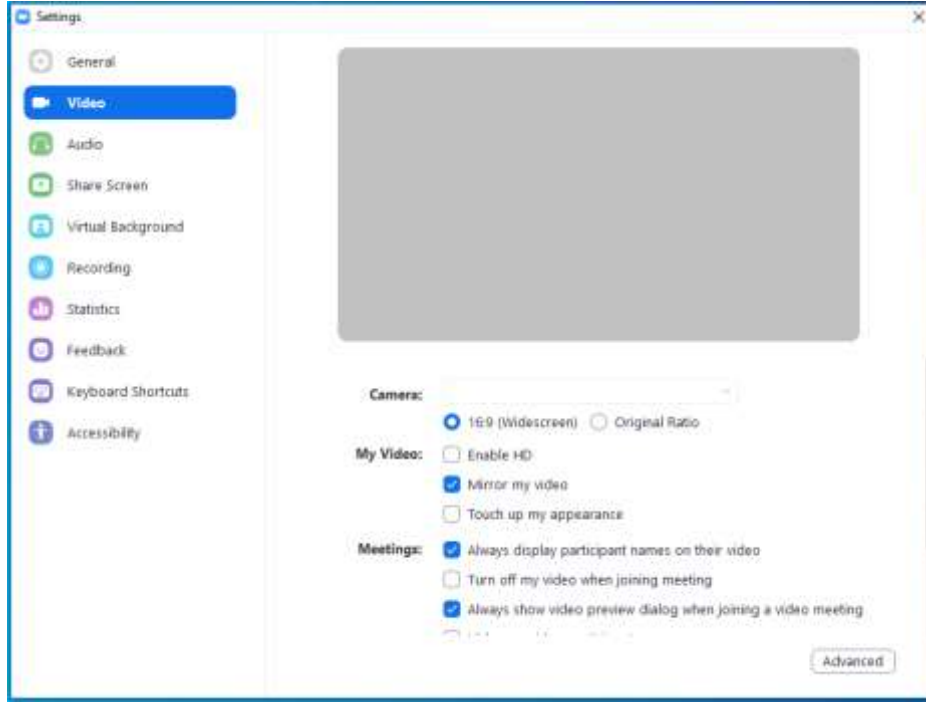 Settings
General
Video
Audio
Share Screen
Virtual Background
Recording
Statistics
Feedback
Keyboard Shortcuts
Accessibility
Camera:
16:9 (Widescreen) Original Ratio
My Video: Enable HD
Mirror my video
Touch up my appearance
Meetings: Always display participant names on their video
Turn off my video when joining meeting
Always show video preview dialog when joining a video meeting
Advanced